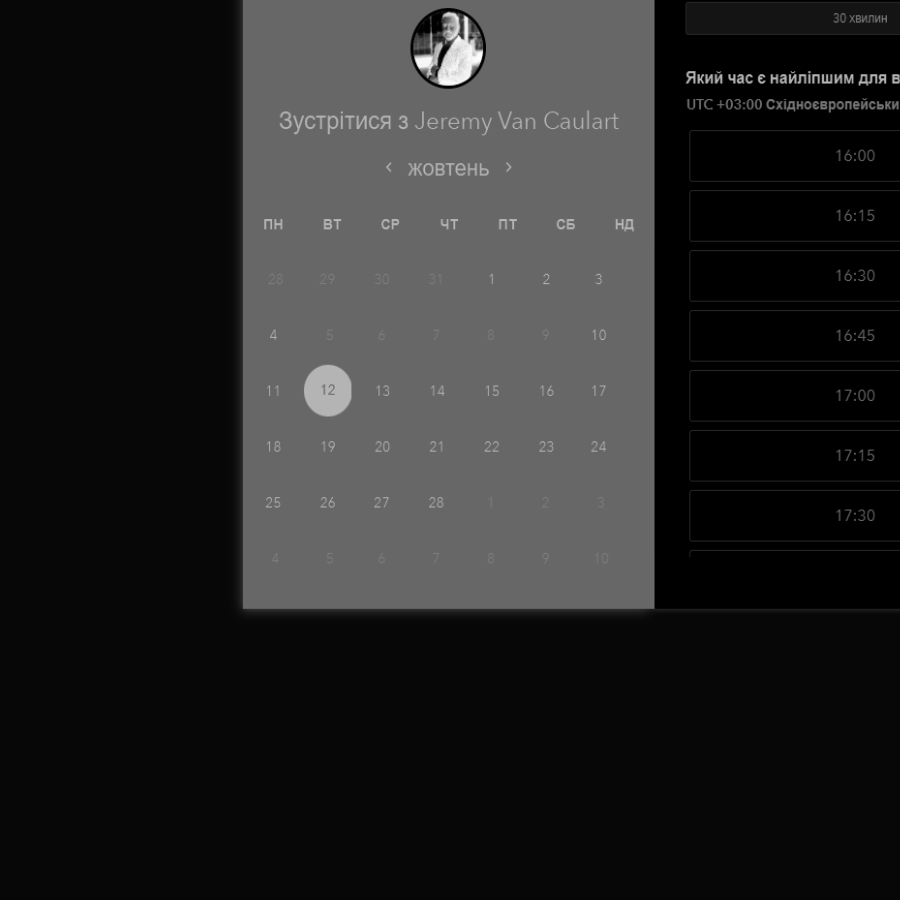 Зустрітися з Jeremy Van Caulart
жовтень
ПН ВТ СР ЧТ ПТ СБ НД
28 29 30 31 1 2 3
4 5 6 7 8 9 10
11 12 13 14 15 16 17
18 19 20 21 22 23 24
25 26 27 28 1 2 3
4 5 6 7 8 9 10
30 хвилин
Який час є найліпшим для в
UTC +03:00 Східноєвропейськи
16:00
16:15
16:30
16:45
17:00
17:15
17:30